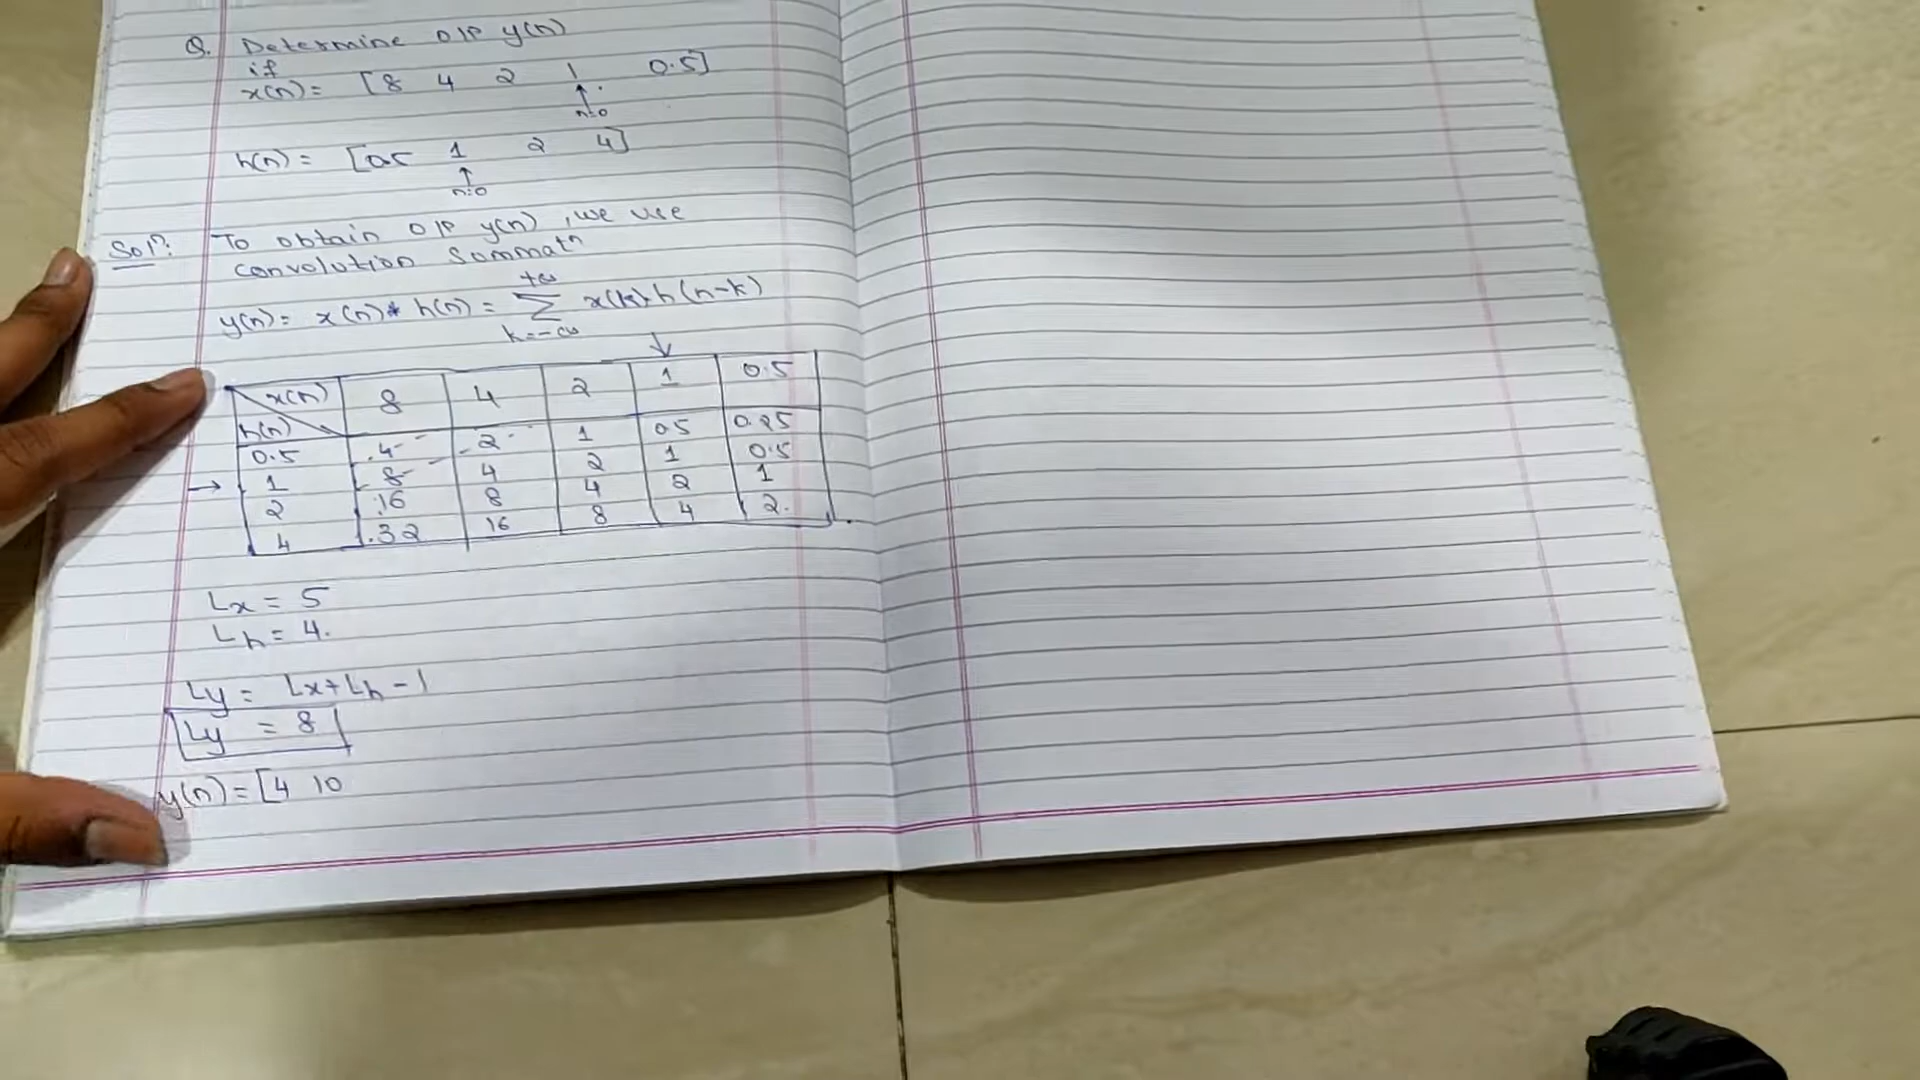 Q. Determine O/P y(n)
if
x(n) = [8 4 2 1 0.5]
↑
n=0
h(n) = [0.5 1 2 4]
↑
n=0
Solⁿ: To obtain O/P y(n), we use
convolution Summatⁿ
y(n) = x(n) * h(n) = +∞ Σ k=-∞ x(k) h(n-k)
↓
x(n) 8 4 2 1 0.5
h(n)
0.5 4 2 1 0.5 0.25
→ 1 8 4 2 1 0.5
2 16 8 4 2 1
4 32 16 8 4 2
Lx = 5
Lh = 4.
Ly = Lx+Lh-1
Ly = 8
y(n) = [4 10